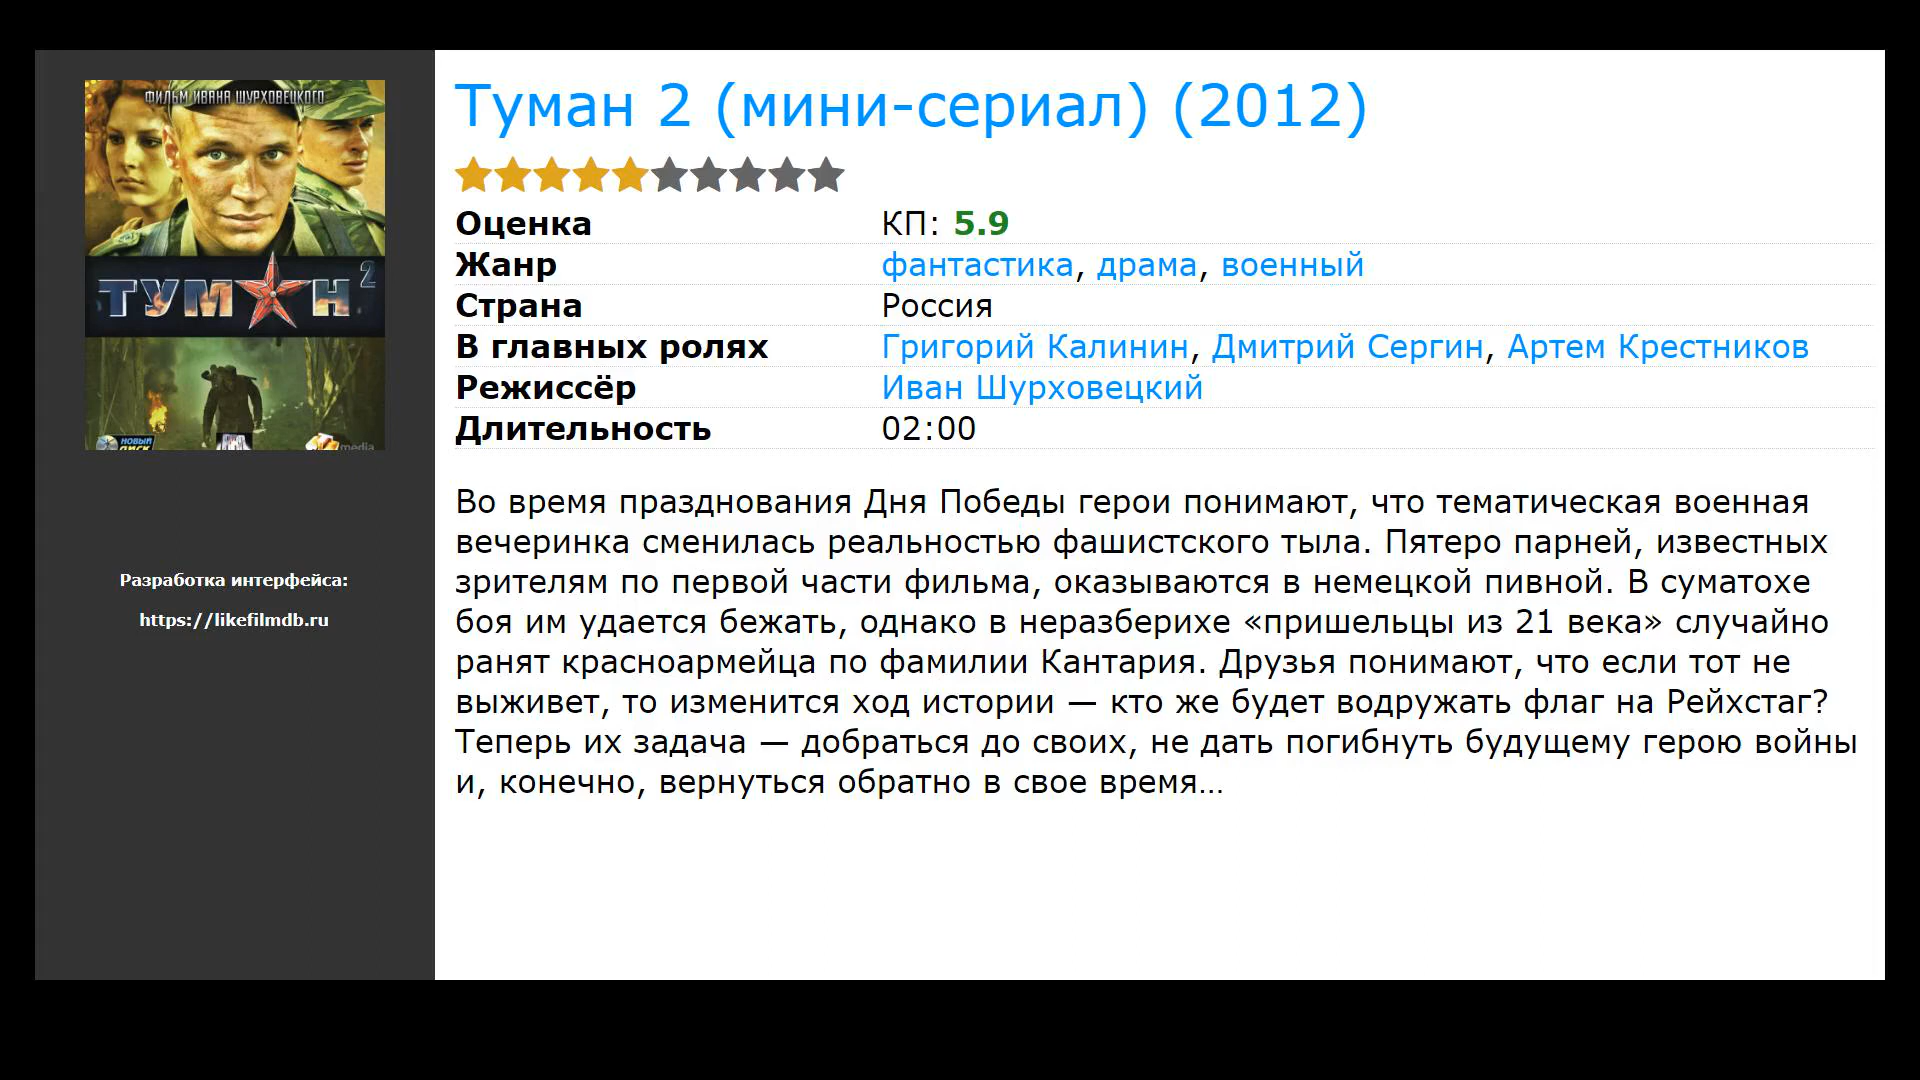 ФИЛЬМ ИВАНА ШУРХОВЕЦКОГО
ТУМАН 2
НОВЫЙ
ДИСК
media
Разработка интерфейса:
https://likefilmdb.ru
Туман 2 (мини-сериал) (2012)
Оценка КП: 5.9
Жанр фантастика, драма, военный
Страна Россия
В главных ролях Григорий Калинин, Дмитрий Сергин, Артем Крестников
Режиссёр Иван Шурховецкий
Длительность 02:00
Во время празднования Дня Победы герои понимают, что тематическая военная
вечеринка сменилась реальностью фашистского тыла. Пятеро парней, известных
зрителям по первой части фильма, оказываются в немецкой пивной. В суматохе
боя им удается бежать, однако в неразберихе «пришельцы из 21 века» случайно
ранят красноармейца по фамилии Кантария. Друзья понимают, что если тот не
выживет, то изменится ход истории — кто же будет водружать флаг на Рейхстаг?
Теперь их задача — добраться до своих, не дать погибнуть будущему герою войны
и, конечно, вернуться обратно в свое время…